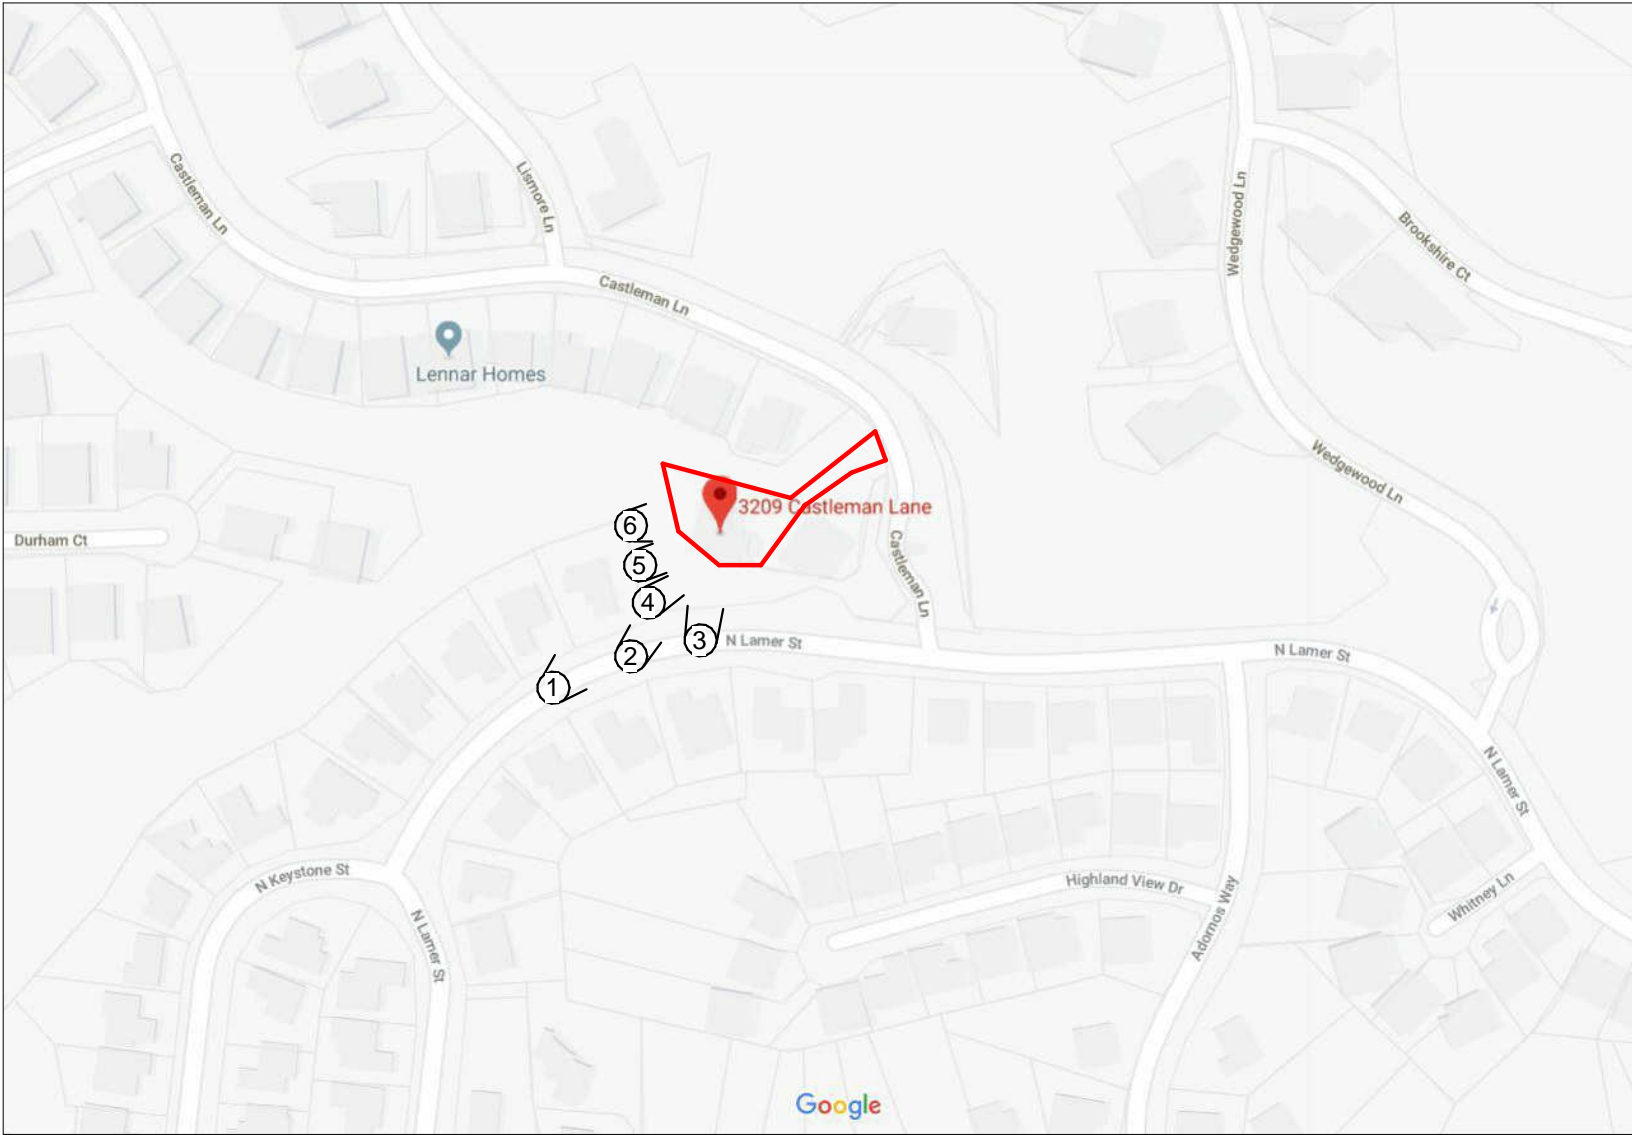 Castleman Ln
Lismore Ln
Wedgewood Ln
Brookshire Ct
Castleman Ln
Lennar Homes
Wedgewood Ln
3209 Castleman Lane
6
Durham Ct
5
Castleman Ln
4
3
N Lamer St
2
N Lamer St
1
N Lamer St
N Keystone St
Highland View Dr
Whitney Ln
Adornos Way
N Lamer St
Google